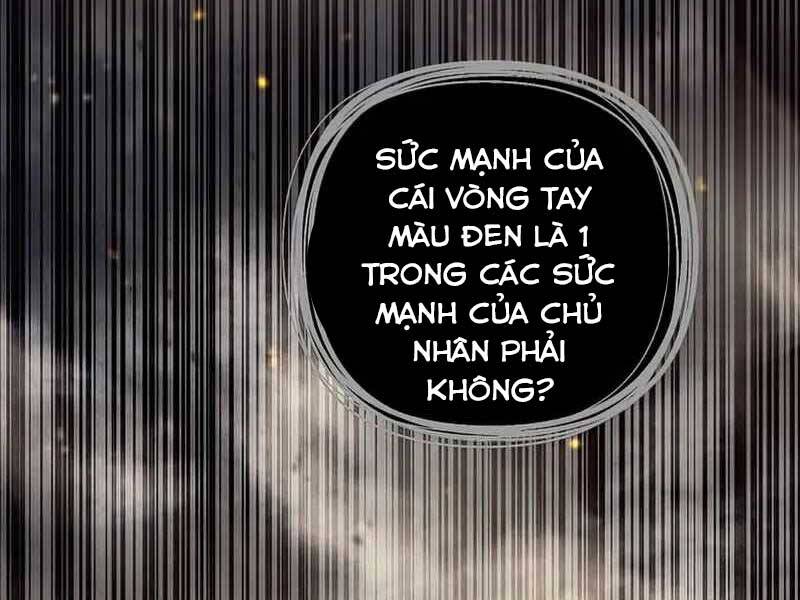 SỨC MẠNH CỦA
CÁI VÒNG TAY
MÀU ĐEN LÀ 1
TRONG CÁC SỨC
MẠNH CỦA CHỦ
NHÂN PHẢI
KHÔNG?